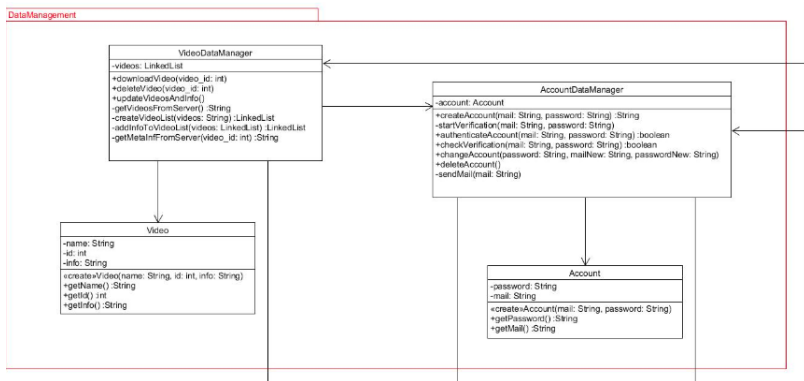 DataManagement
VideoDataManager
-videos: LinkedList
+downloadVideo(video_id: int)
+deleteVideo(video_id: int)
+updateVideosAndInfo()
-getVideosFromServer() :String
-createVideoList(videos: String) :LinkedList
-addInfoToVideoList(videos: LinkedList) :LinkedList
-getMetaInfFromServer(video_id: int) :String
AccountDataManager
-account: Account
+createAccount(mail: String, password: String) :String
-startVerification(mail: String, password: String)
+authenticateAccount(mail: String, password: String) :boolean
+checkVerification(mail: String, password: String) :boolean
+changeAccount(password: String, mailNew: String, passwordNew: String)
+deleteAccount()
-sendMail(mail: String)
Video
-name: String
-id: int
-info: String
«create»Video(name: String, id: int, info: String)
+getName() :String
+getId() :int
+getInfo() :String
Account
-password: String
-mail: String
«create»Account(mail: String, password: String)
+getPassword() :String
+getMail() :String